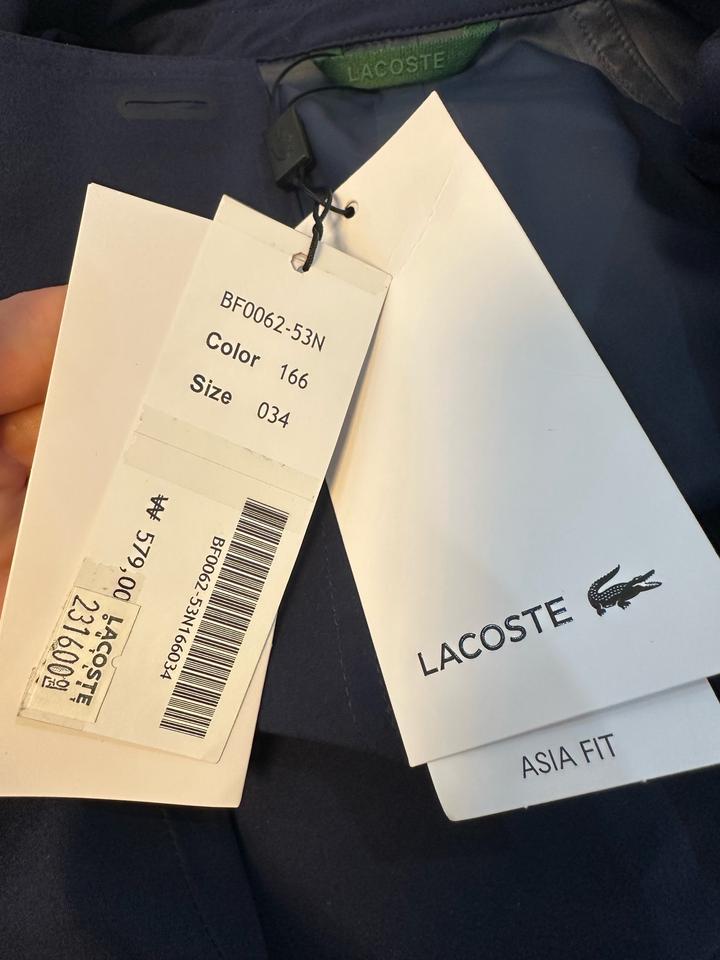 LACOSTE
BF0062-53N
Color 166
Size 034
₩ 579,00
BF0062-53N166034
LACOSTE
231600원
LACOSTE
ASIA FIT